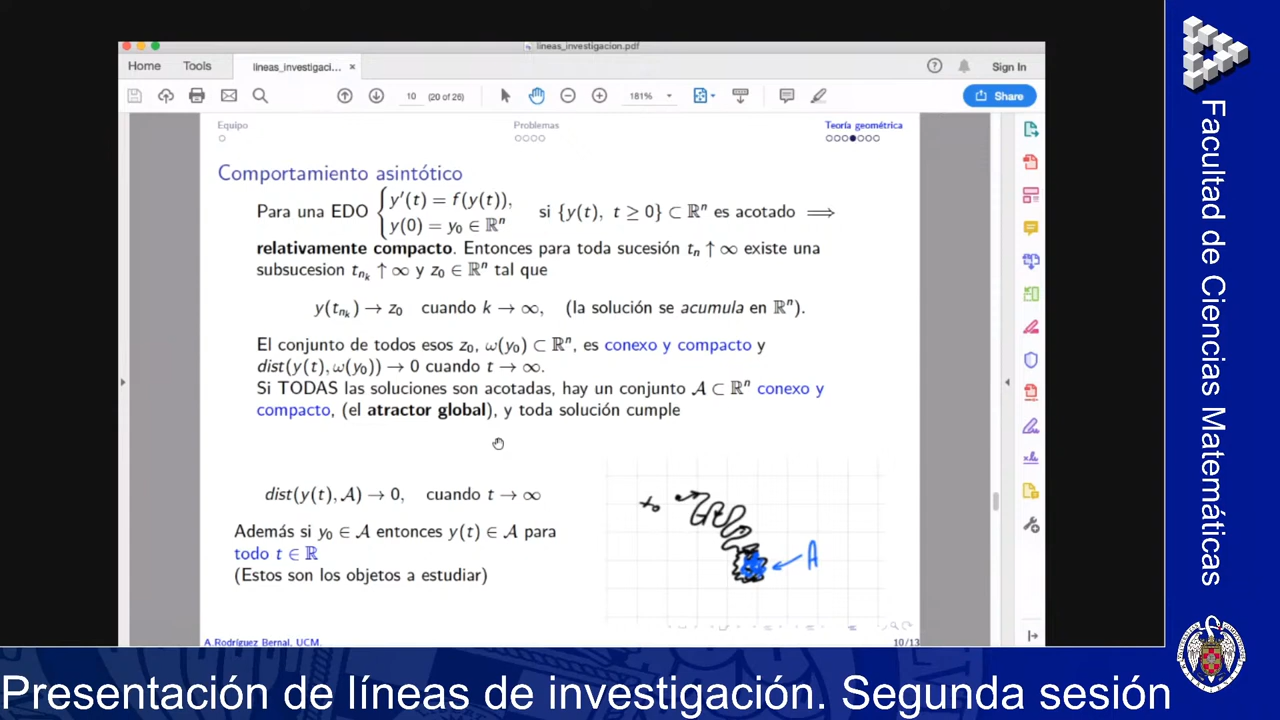 lineas_investigacion.pdf
Home Tools lineas_investigaci... × Sign In
10 (20 of 26) 181% Share
Equipo Problemas Teoría geométrica
Comportamiento asintótico
Para una EDO { y′(t) = f(y(t)), y(0) = y₀ ∈ ℝⁿ si {y(t), t ≥ 0} ⊂ ℝⁿ es acotado ⟹
relativamente compacto. Entonces para toda sucesión tₙ ↑ ∞ existe una
subsucesion tₙₖ ↑ ∞ y z₀ ∈ ℝⁿ tal que
y(tₙₖ) → z₀ cuando k → ∞, (la solución se acumula en ℝⁿ).
El conjunto de todos esos z₀, ω(y₀) ⊂ ℝⁿ, es conexo y compacto y
dist(y(t), ω(y₀)) → 0 cuando t → ∞.
Si TODAS las soluciones son acotadas, hay un conjunto 𝒜 ⊂ ℝⁿ conexo y
compacto, (el atractor global), y toda solución cumple
dist(y(t), 𝒜) → 0, cuando t → ∞
Además si y₀ ∈ 𝒜 entonces y(t) ∈ 𝒜 para
todo t ∈ ℝ
(Estos son los objetos a estudiar)
A
A.Rodríguez Bernal, UCM 10/13
Presentación de líneas de investigación. Segunda sesión
Facultad de Ciencias Matemáticas